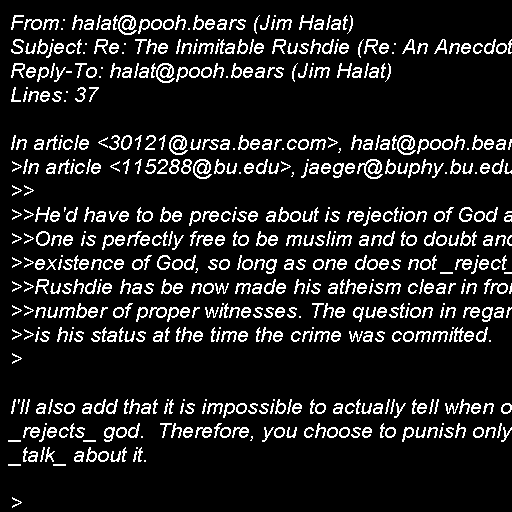 From: halat@pooh.bears (Jim Halat)
Subject: Re: The Inimitable Rushdie (Re: An Anecdot
Reply-To: halat@pooh.bears (Jim Halat)
Lines: 37

In article <30121@ursa.bear.com>, halat@pooh.bear
>In article <115288@bu.edu>, jaeger@buphy.bu.edu
>>
>>He'd have to be precise about is rejection of God a
>>One is perfectly free to be muslim and to doubt and
>>existence of God, so long as one does not _reject_
>>Rushdie has be now made his atheism clear in fron
>>number of proper witnesses. The question in regar
>>is his status at the time the crime was committed.
>

I'll also add that it is impossible to actually tell when o
_rejects_ god.  Therefore, you choose to punish only
_talk_ about it.

>